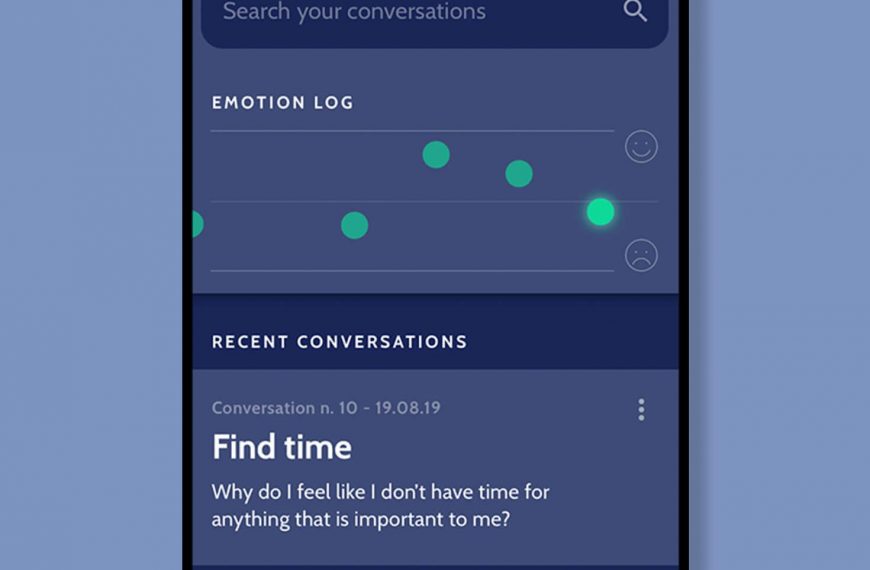 Search your conversations
EMOTION LOG
RECENT CONVERSATIONS
Conversation n. 10 - 19.08.19
Find time
Why do I feel like I don't have time for
anything that is important to me?